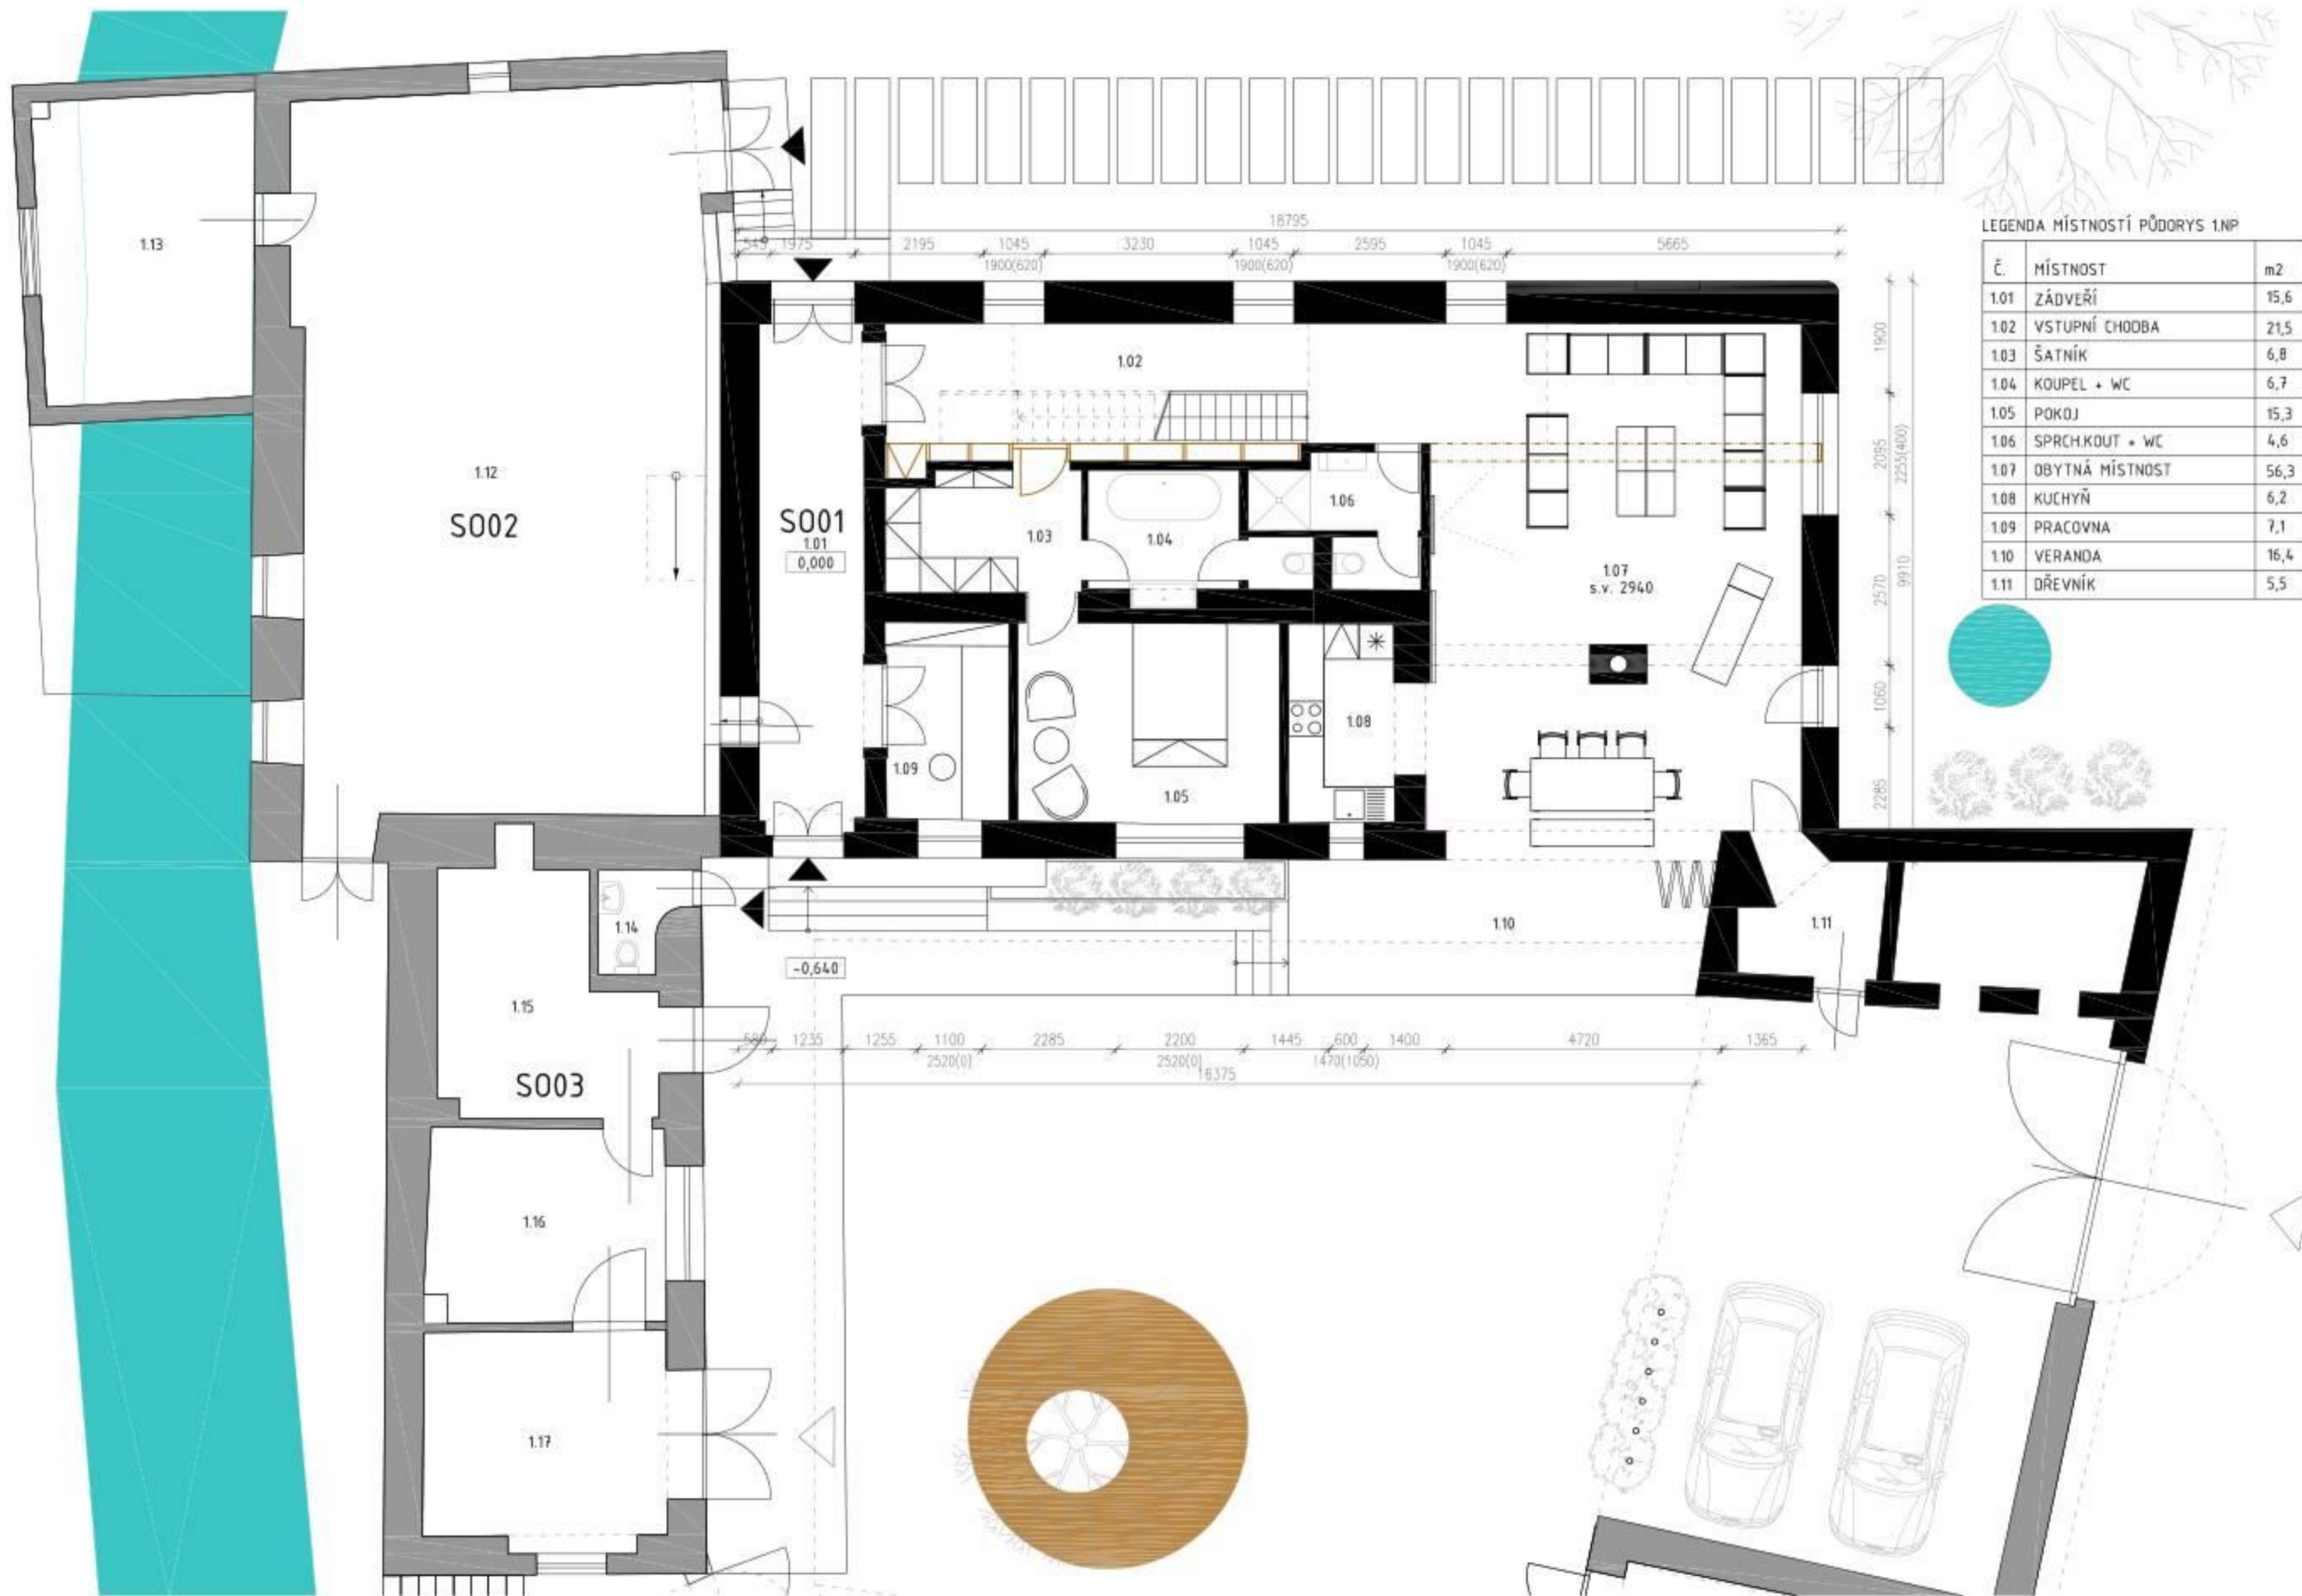 18795
545 1975 2195 1045 3230 1045 2595 1045 5665
1900(620) 1900(620) 1900(620)
LEGENDA MÍSTNOSTÍ PŮDORYS 1.NP
Č. MÍSTNOST m2
1.01 ZÁDVEŘÍ 15,6
1.02 VSTUPNÍ CHODBA 21,5
1.03 ŠATNÍK 6,8
1.04 KOUPEL + WC 6,7
1.05 POKOJ 15,3
1.06 SPRCH.KOUT + WC 4,6
1.07 OBYTNÁ MÍSTNOST 56,3
1.08 KUCHYŇ 6,2
1.09 PRACOVNA 7,1
1.10 VERANDA 16,4
1.11 DŘEVNÍK 5,5
1.13
1.12
SO02
SO01
1.01
0,000
1.02
1.03
1.04
1.06
1.07
s.v. 2940
1.09
1.05
1.08
1900
2095
2255(400)
2570
9910
1060
2285
1.10
1.11
1.14
-0,640
1.15
SO03
1.16
1.17
580 1235 1255 1100 2285 2200 1445 600 1400 4720 1365
2520(0) 2520(0) 1470(1050)
16375